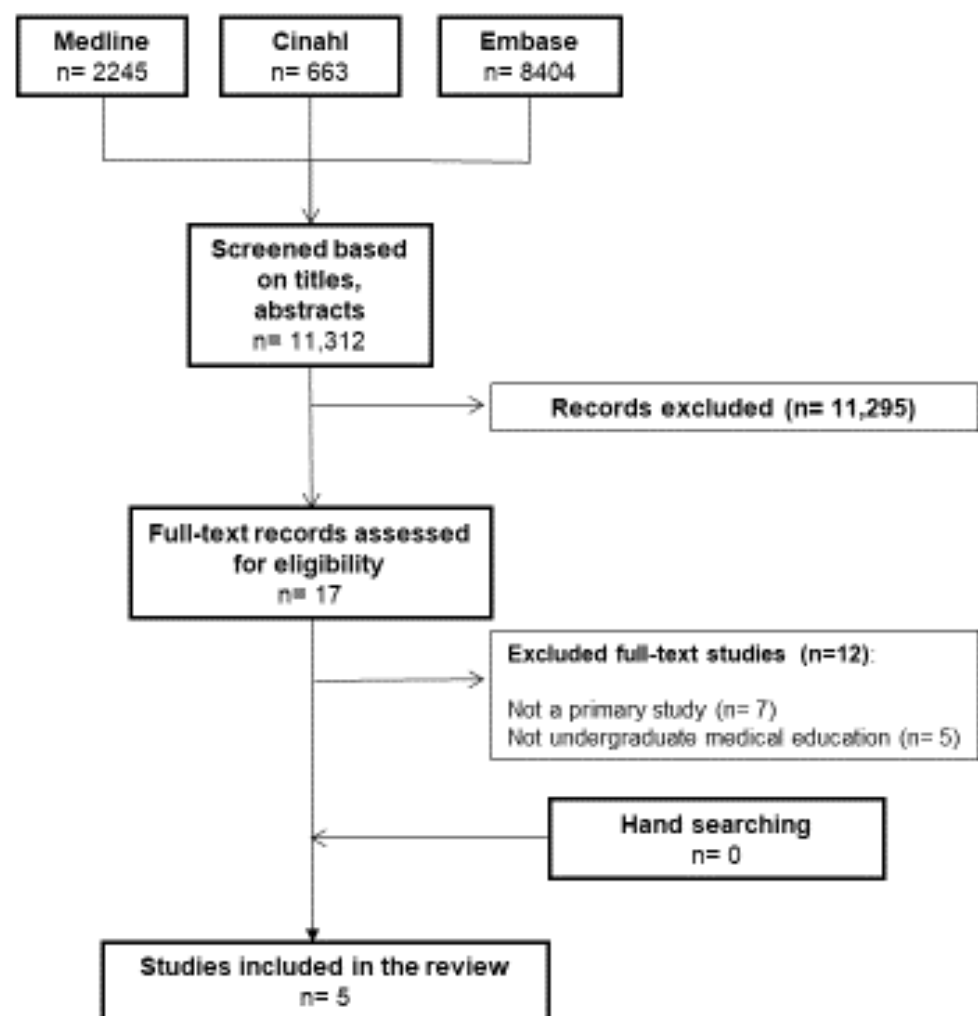 Medline
n= 2245
Cinahl
n= 663
Embase
n= 8404
Screened based
on titles,
abstracts
n= 11,312
Records excluded (n= 11,295)
Full-text records assessed
for eligibility
n= 17
Excluded full-text studies (n=12):
Not a primary study (n= 7)
Not undergraduate medical education (n= 5)
Hand searching
n= 0
Studies included in the review
n= 5